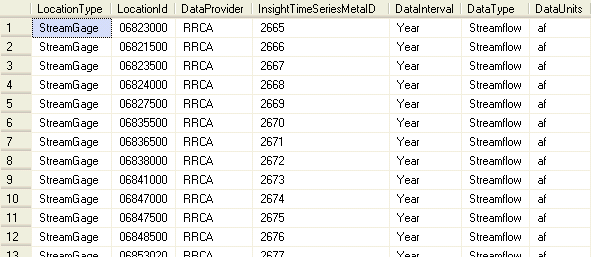 LocationType LocationId DataProvider InsightTimeSeriesMetaID DataInterval DataType DataUnits
1 StreamGage 06823000 RRCA 2665 Year Streamflow af
2 StreamGage 06821500 RRCA 2666 Year Streamflow af
3 StreamGage 06823500 RRCA 2667 Year Streamflow af
4 StreamGage 06824000 RRCA 2668 Year Streamflow af
5 StreamGage 06827500 RRCA 2669 Year Streamflow af
6 StreamGage 06835500 RRCA 2670 Year Streamflow af
7 StreamGage 06836500 RRCA 2671 Year Streamflow af
8 StreamGage 06838000 RRCA 2672 Year Streamflow af
9 StreamGage 06841000 RRCA 2673 Year Streamflow af
10 StreamGage 06847000 RRCA 2674 Year Streamflow af
11 StreamGage 06847500 RRCA 2675 Year Streamflow af
12 StreamGage 06848500 RRCA 2676 Year Streamflow af
13 StreamGage 06853020 RRCA 2677 Year Streamflow af